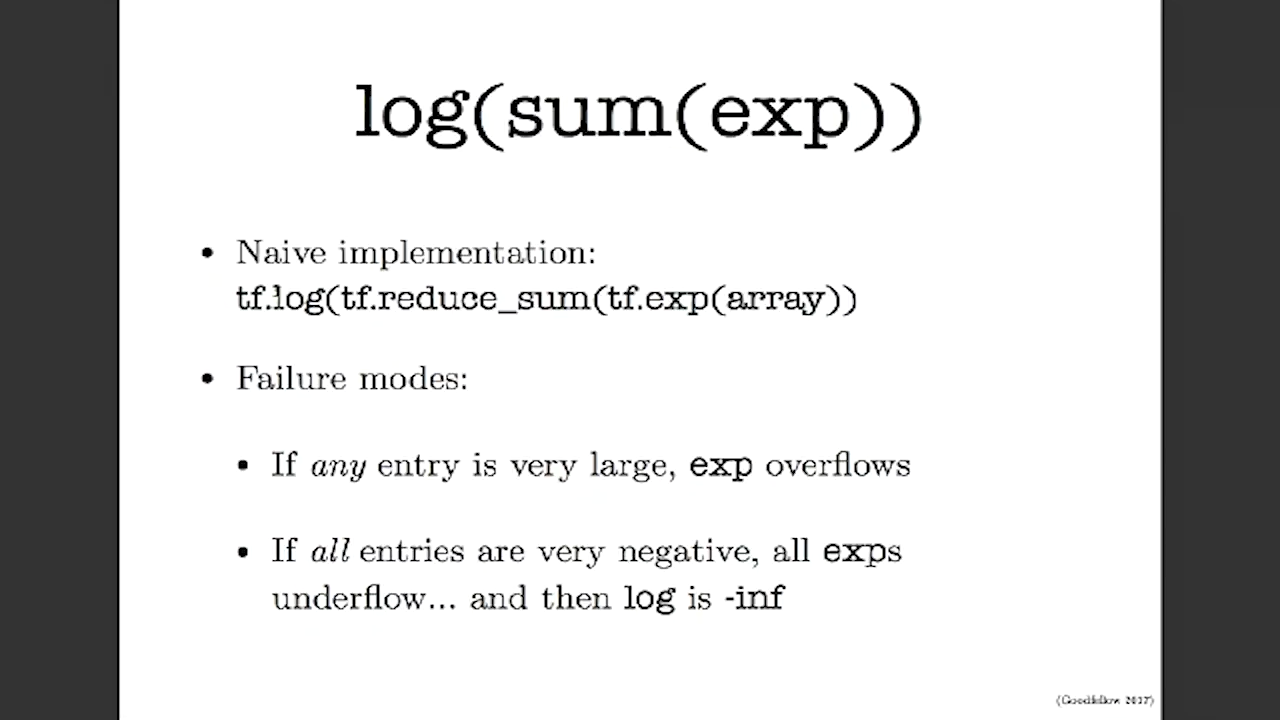 log(sum(exp))
• Naive implementation:
tf.log(tf.reduce_sum(tf.exp(array))
• Failure modes:
• If any entry is very large, exp overflows
• If all entries are very negative, all exps
underflow... and then log is -inf
(Goodfellow 2017)